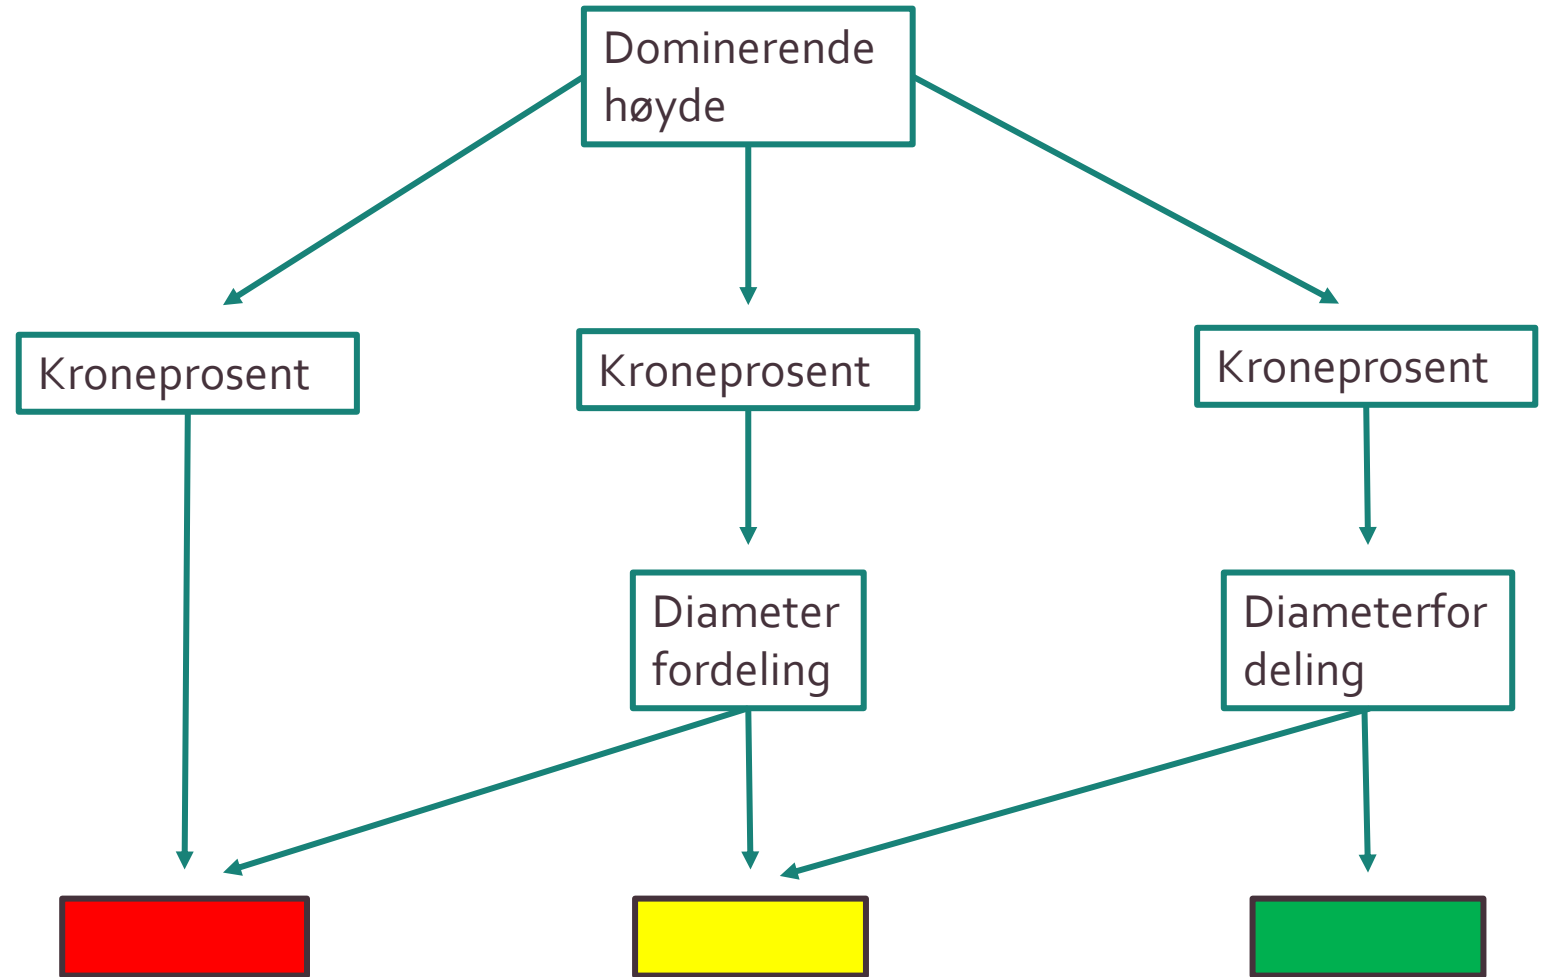 Dominerende
høyde
Kroneprosent
Kroneprosent
Kroneprosent
Diameter
fordeling
Diameterfor
deling